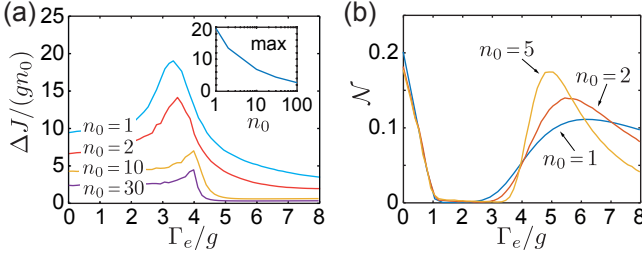 (a)
25
20
15
10
5
0
ΔJ/(gn₀)
n₀ = 1
n₀ = 2
n₀ = 10
n₀ = 30
20
10
0
max
1
10
100
n₀
0 1 2 3 4 5 6 7 8
Γₑ/g
(b)
0.2
0.1
0
𝒩
n₀ = 5
n₀ = 2
n₀ = 1
0 1 2 3 4 5 6 7 8
Γₑ/g